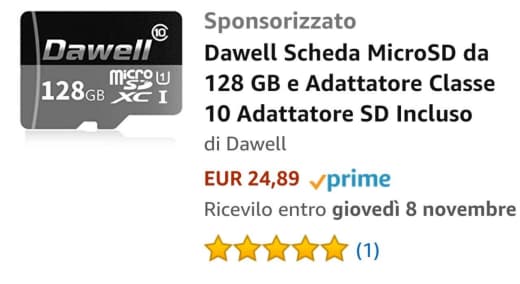 Dawell
10
128GB
micro
SD
XC I
U1
Sponsorizzato
Dawell Scheda MicroSD da
128 GB e Adattatore Classe
10 Adattatore SD Incluso
di Dawell
EUR 24,89 prime
Ricevilo entro giovedì 8 novembre
(1)